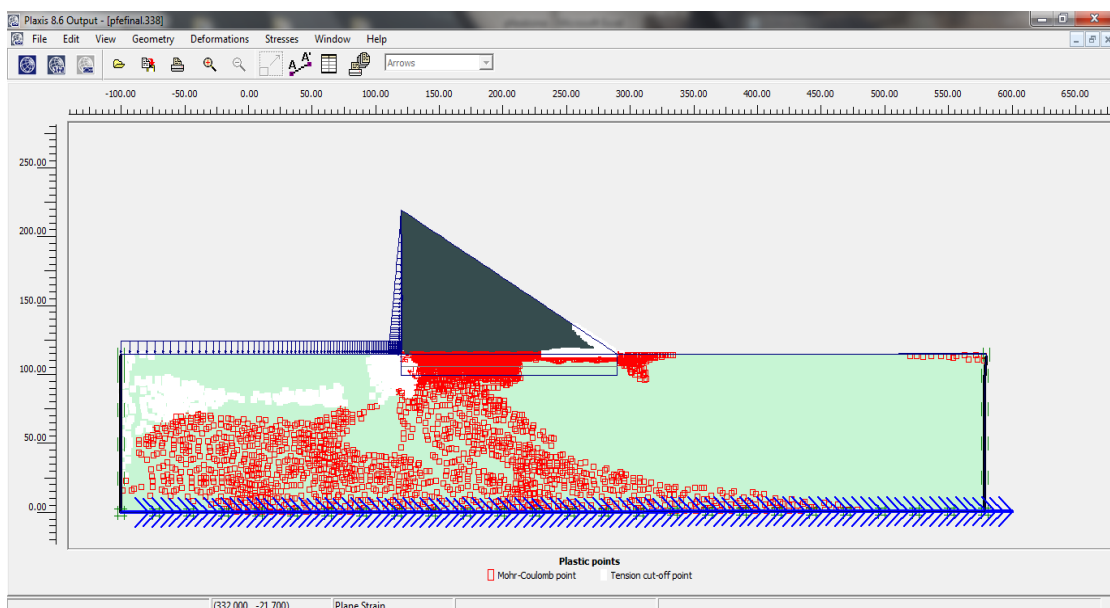 Plaxis 8.6 Output - [pfefinal.338]
File Edit View Geometry Deformations Stresses Window Help
A A' Arrows
-100.00 -50.00 0.00 50.00 100.00 150.00 200.00 250.00 300.00 350.00 400.00 450.00 500.00 550.00 600.00 650.00
250.00
200.00
150.00
100.00
50.00
0.00
Plastic points
Mohr-Coulomb point Tension cut-off point
(332.000, -21.700) Plane Strain